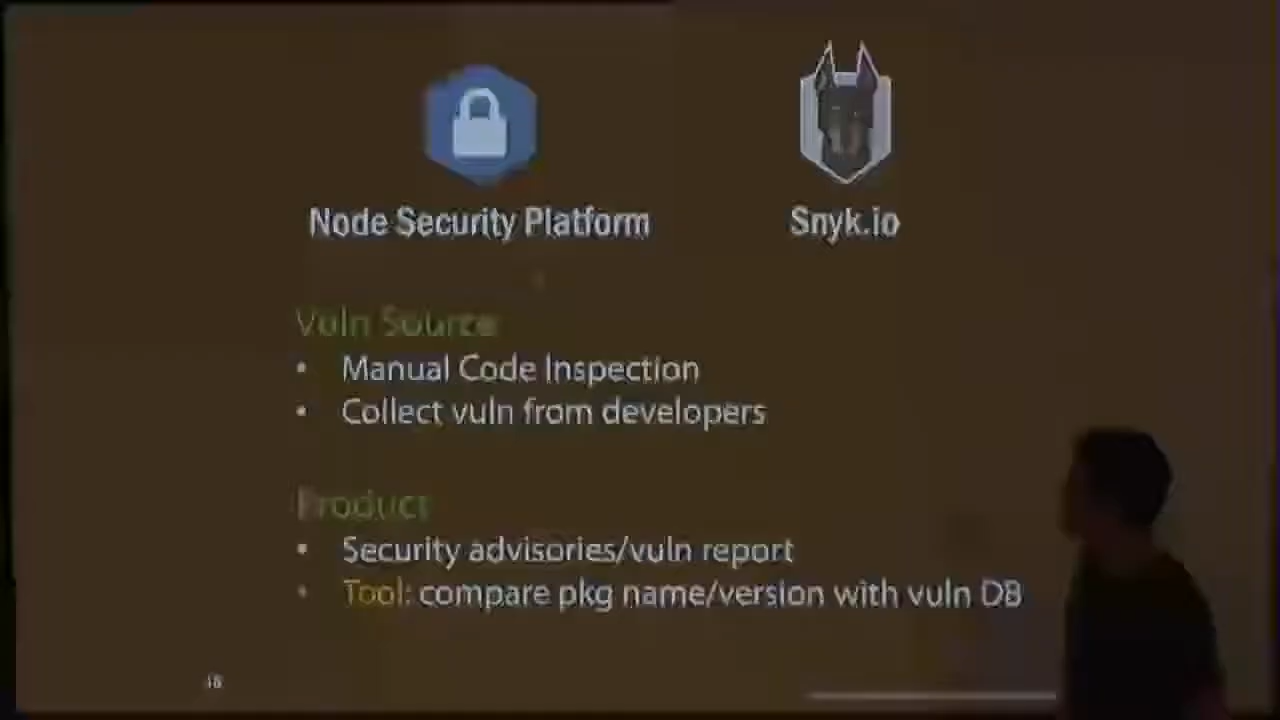 Node Security Platform
Snyk.io
Vuln Source
• Manual Code Inspection
• Collect vuln from developers
Product
• Security advisories/vuln report
• Tool: compare pkg name/version with vuln DB